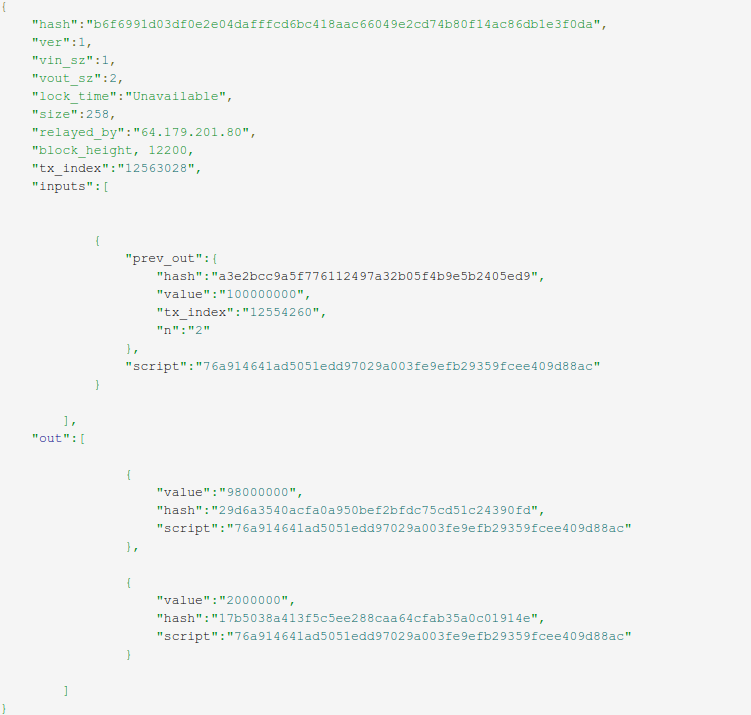 {
"hash":"b6f6991d03df0e2e04dafffcd6bc418aac66049e2cd74b80f14ac86db1e3f0da",
"ver":1,
"vin_sz":1,
"vout_sz":2,
"lock_time":"Unavailable",
"size":258,
"relayed_by":"64.179.201.80",
"block_height, 12200,
"tx_index":"12563028",
"inputs":[
{
"prev_out":{
"hash":"a3e2bcc9a5f776112497a32b05f4b9e5b2405ed9",
"value":"100000000",
"tx_index":"12554260",
"n":"2"
},
"script":"76a914641ad5051edd97029a003fe9efb29359fcee409d88ac"
}
],
"out":[
{
"value":"98000000",
"hash":"29d6a3540acfa0a950bef2bfdc75cd51c24390fd",
"script":"76a914641ad5051edd97029a003fe9efb29359fcee409d88ac"
},
{
"value":"2000000",
"hash":"17b5038a413f5c5ee288caa64cfab35a0c01914e",
"script":"76a914641ad5051edd97029a003fe9efb29359fcee409d88ac"
}
]
}